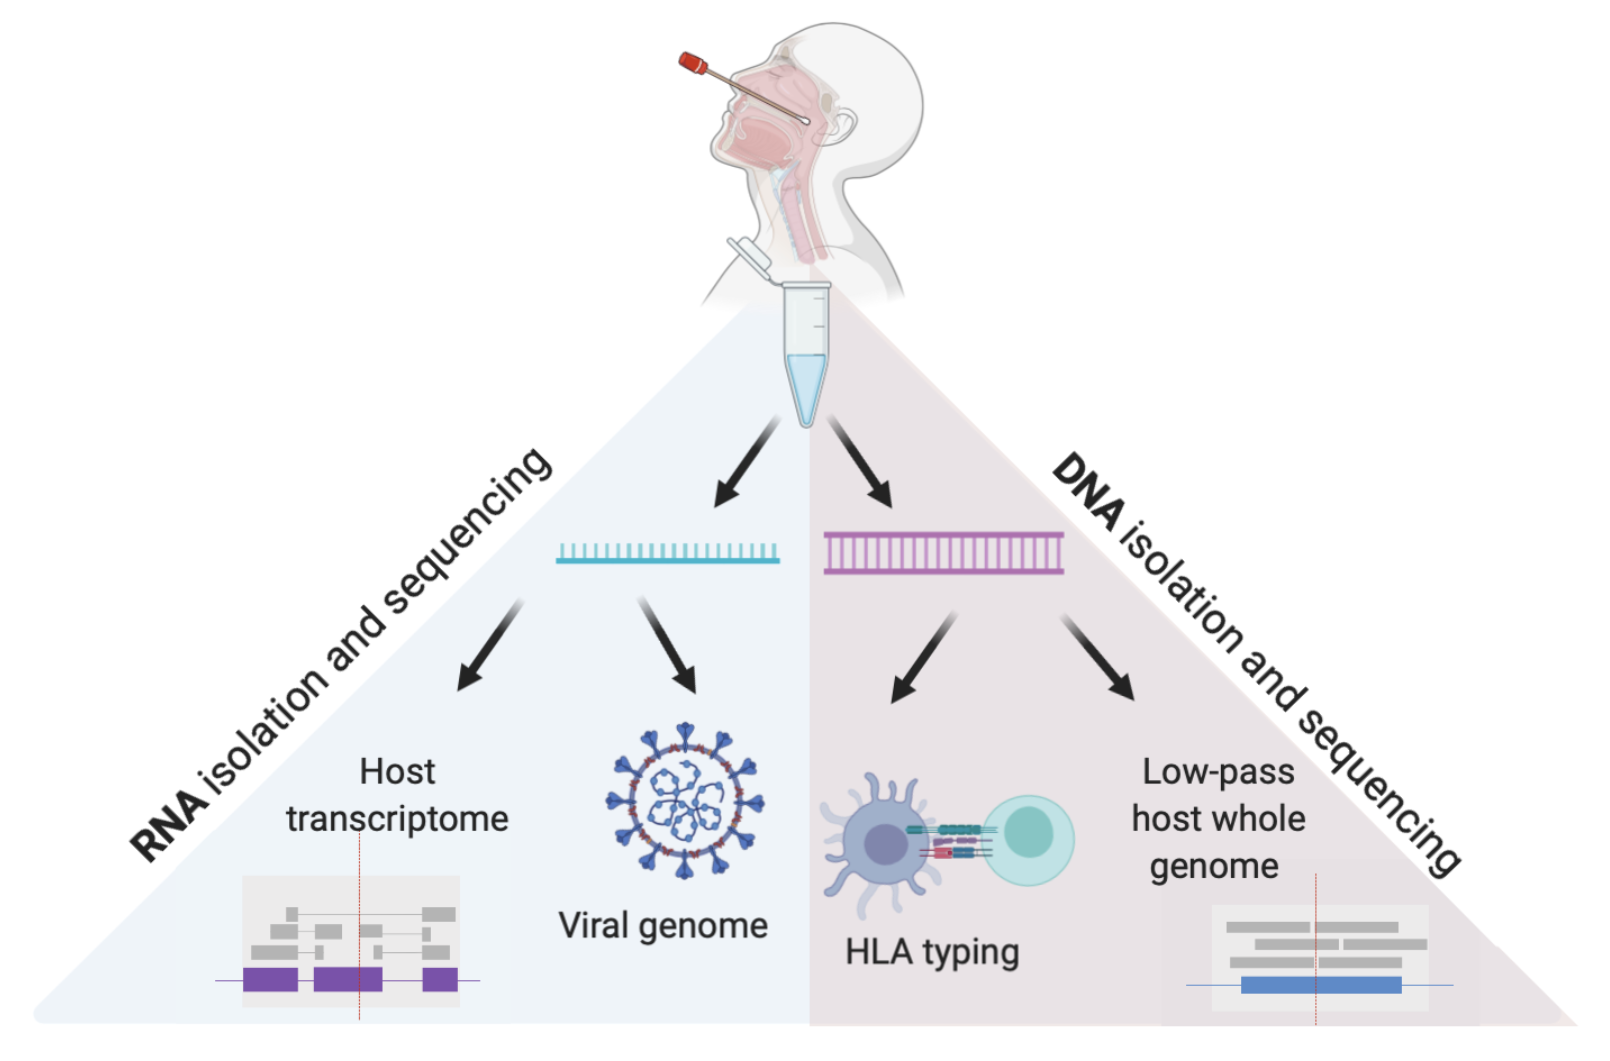 RNA isolation and sequencing
DNA isolation and sequencing
Host
transcriptome
Viral genome
HLA typing
Low-pass
host whole
genome